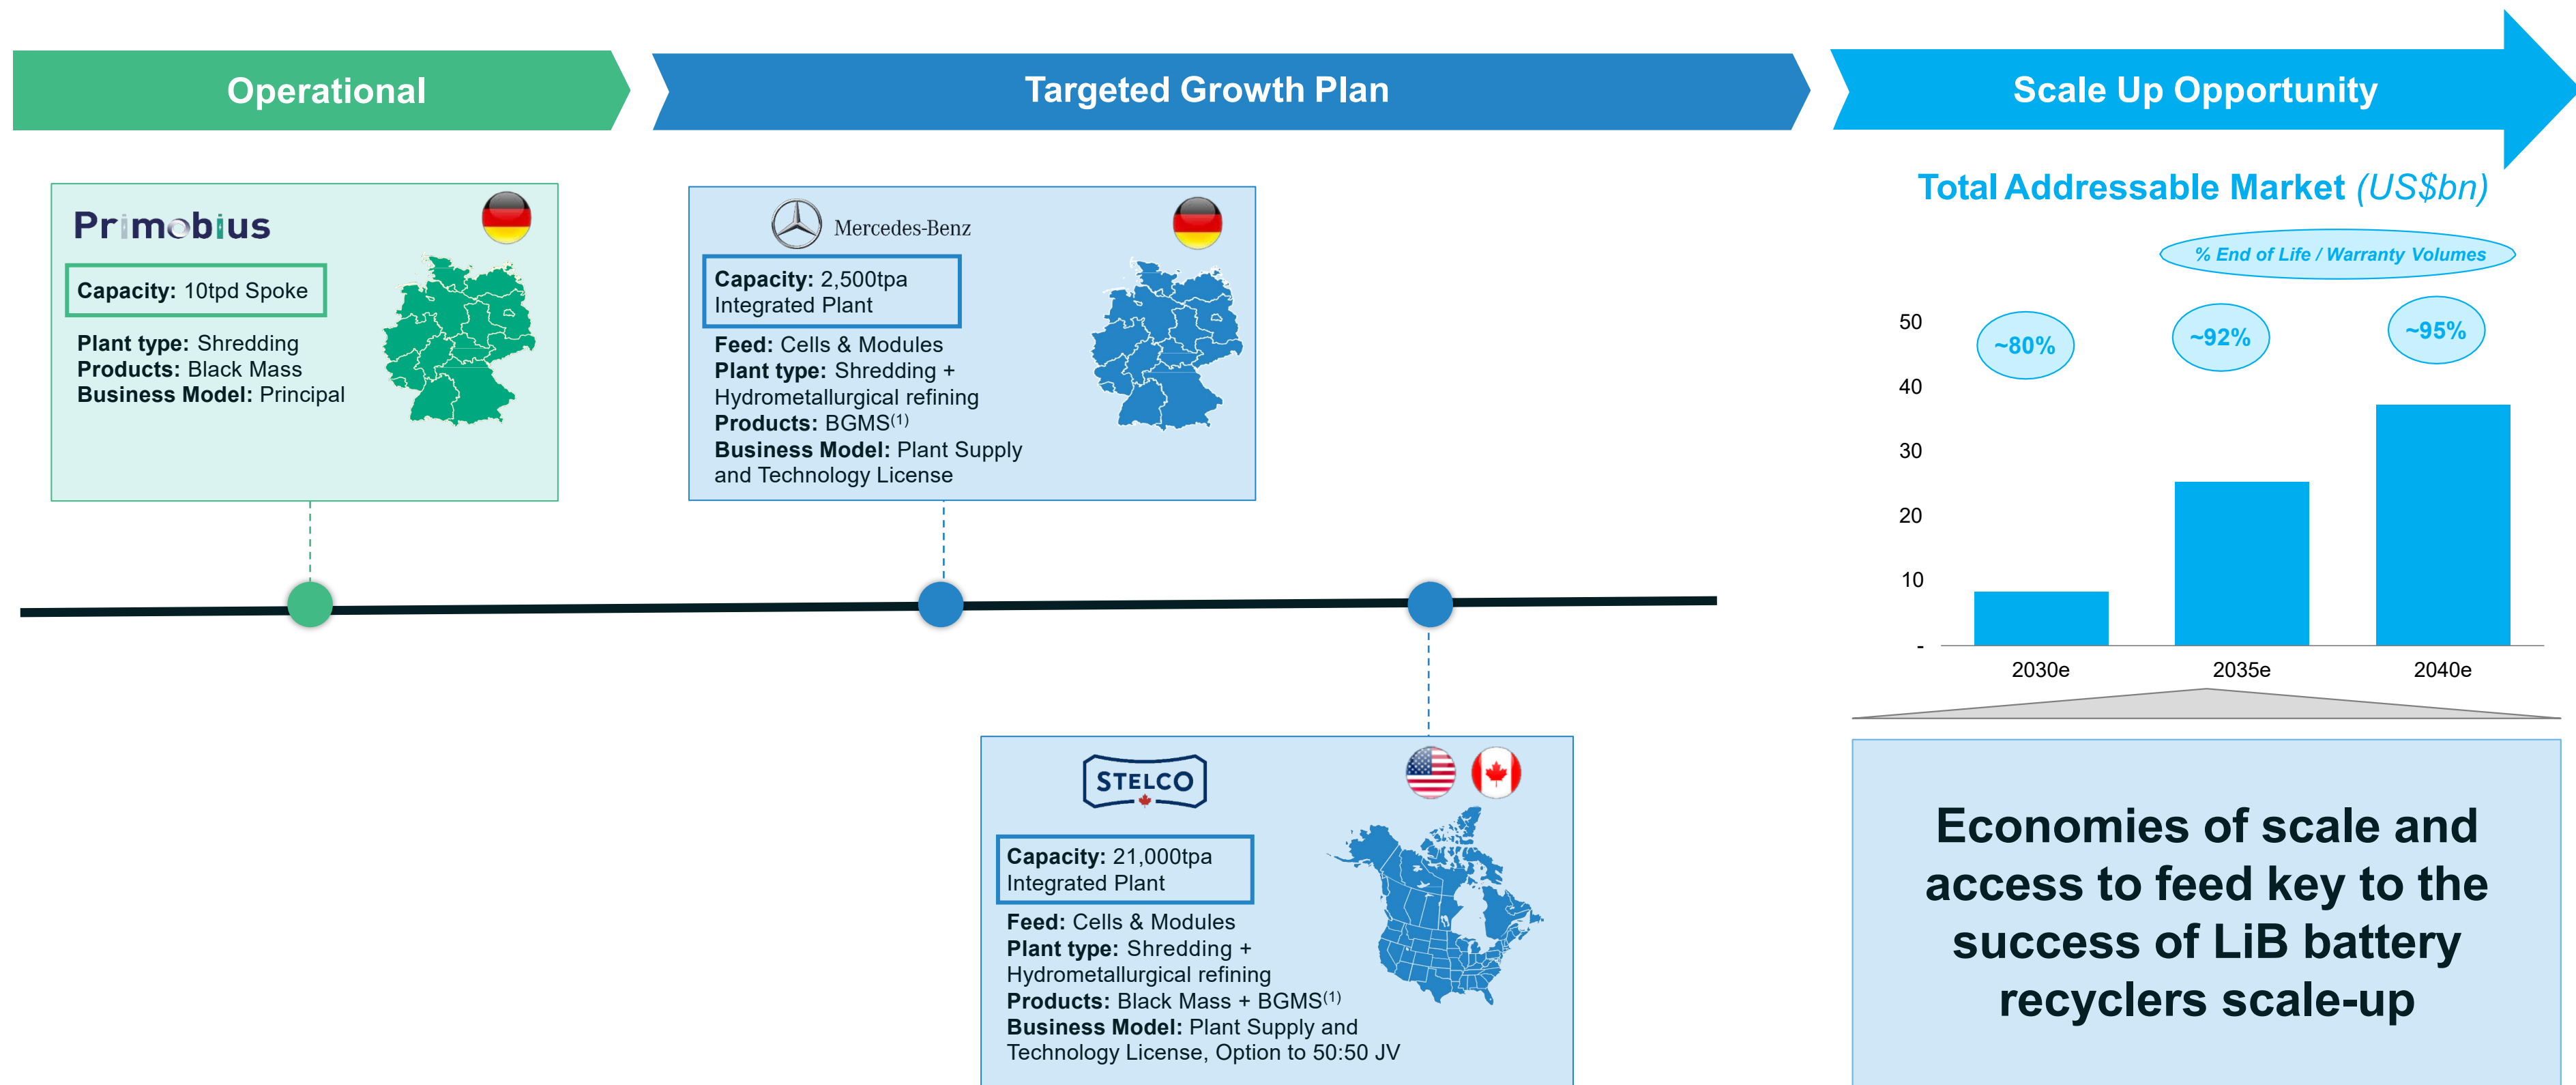 Operational
Targeted Growth Plan
Scale Up Opportunity
Primobius
Capacity: 10tpd Spoke
Plant type: Shredding
Products: Black Mass
Business Model: Principal
Mercedes-Benz
Capacity: 2,500tpa
Integrated Plant
Feed: Cells & Modules
Plant type: Shredding +
Hydrometallurgical refining
Products: BGMS(1)
Business Model: Plant Supply
and Technology License
STELCO
Capacity: 21,000tpa
Integrated Plant
Feed: Cells & Modules
Plant type: Shredding +
Hydrometallurgical refining
Products: Black Mass + BGMS(1)
Business Model: Plant Supply and
Technology License, Option to 50:50 JV
Total Addressable Market (US$bn)
% End of Life / Warranty Volumes
~80%
~92%
~95%
50
40
30
20
10
-
2030e
2035e
2040e
Economies of scale and
access to feed key to the
success of LiB battery
recyclers scale-up